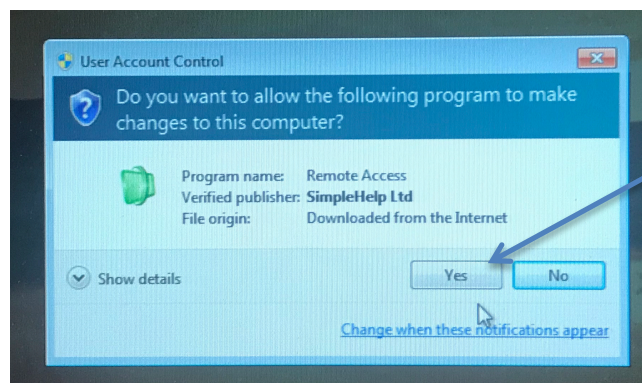 User Account Control
Do you want to allow the following program to make
changes to this computer?
Program name: Remote Access
Verified publisher: SimpleHelp Ltd
File origin: Downloaded from the Internet
Show details
Yes No
Change when these notifications appear